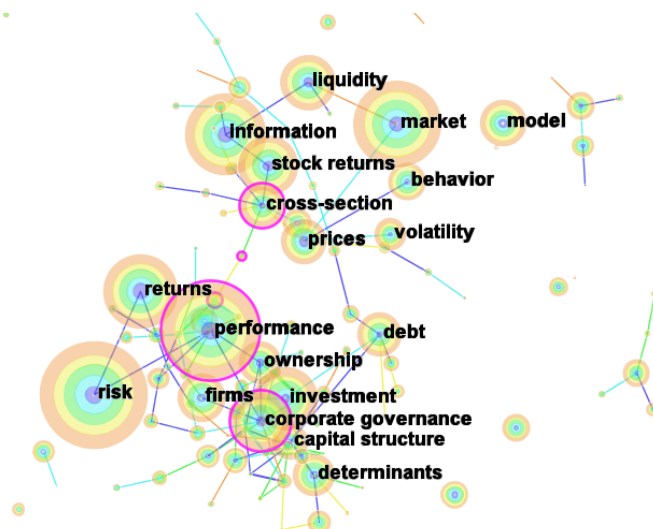 liquidity
information
market
model
stock returns
behavior
cross-section
prices
volatility
returns
performance
debt
ownership
risk
firms
investment
corporate governance
capital structure
determinants